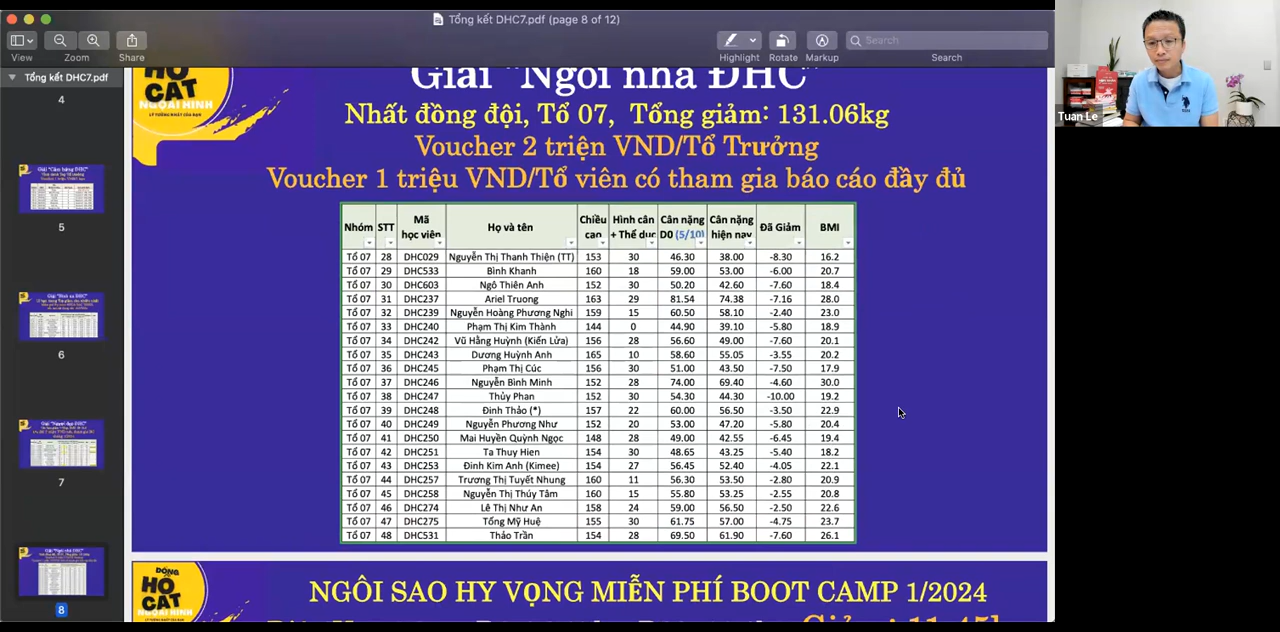 Tổng kết DHC7.pdf (page 8 of 12)
View
Zoom
Share
Highlight
Rotate
Markup
Search
Search
Tổng kết DHC7.pdf
4
5
6
7
8
Tuan Le
HỒ
CÁT
NGOẠI HÌNH
LÝ TƯỞNG NHẤT CỦA BẠN
Giải "Ngôi nhà ĐHC"
Nhất đồng đội, Tổ 07, Tổng giảm: 131.06kg
Voucher 2 triện VND/Tổ Trưởng
Voucher 1 triệu VND/Tổ viên có tham gia báo cáo đầy đủ
Nhóm STT Mã học viên Họ và tên Chiều cao Hình cân + Thể dục Cân nặng D0 (5/10) Cân nặng hiện nay Đã Giảm BMI
Tổ 07 28 DHC029 Nguyễn Thị Thanh Thiện (TT) 153 30 46.30 38.00 -8.30 16.2
Tổ 07 29 DHC533 Bình Khanh 160 18 59.00 53.00 -6.00 20.7
Tổ 07 30 DHC603 Ngô Thiên Anh 152 30 50.20 42.60 -7.60 18.4
Tổ 07 31 DHC237 Ariel Truong 163 29 81.54 74.38 -7.16 28.0
Tổ 07 32 DHC239 Nguyễn Hoàng Phương Nghi 159 15 60.50 58.10 -2.40 23.0
Tổ 07 33 DHC240 Phạm Thị Kim Thành 144 0 44.90 39.10 -5.80 18.9
Tổ 07 34 DHC242 Vũ Hằng Huỳnh (Kiến Lửa) 156 28 56.60 49.00 -7.60 20.1
Tổ 07 35 DHC243 Dương Huỳnh Anh 165 10 58.60 55.05 -3.55 20.2
Tổ 07 36 DHC245 Phạm Thị Cúc 156 30 51.00 43.50 -7.50 17.9
Tổ 07 37 DHC246 Nguyễn Bình Minh 152 28 74.00 69.40 -4.60 30.0
Tổ 07 38 DHC247 Thủy Phan 152 30 54.30 44.30 -10.00 19.2
Tổ 07 39 DHC248 Đinh Thảo (*) 157 22 60.00 56.50 -3.50 22.9
Tổ 07 40 DHC249 Nguyễn Phương Như 152 20 53.00 47.20 -5.80 20.4
Tổ 07 41 DHC250 Mai Huyền Quỳnh Ngọc 148 28 49.00 42.55 -6.45 19.4
Tổ 07 42 DHC251 Ta Thuy Hien 154 30 48.65 43.25 -5.40 18.2
Tổ 07 43 DHC253 Đinh Kim Anh (Kimee) 154 27 56.45 52.40 -4.05 22.1
Tổ 07 44 DHC257 Trương Thị Tuyết Nhung 160 11 56.30 53.50 -2.80 20.9
Tổ 07 45 DHC258 Nguyễn Thị Thúy Tâm 160 15 55.80 53.25 -2.55 20.8
Tổ 07 46 DHC274 Lê Thị Như An 158 24 59.00 56.50 -2.50 22.6
Tổ 07 47 DHC275 Tống Mỹ Huệ 155 30 61.75 57.00 -4.75 23.7
Tổ 07 48 DHC531 Thảo Trần 154 28 69.50 61.90 -7.60 26.1
ĐỒNG
HỒ
CÁT
NGOẠI HÌNH
NGÔI SAO HY VỌNG MIỄN PHÍ BOOT CAMP 1/2024